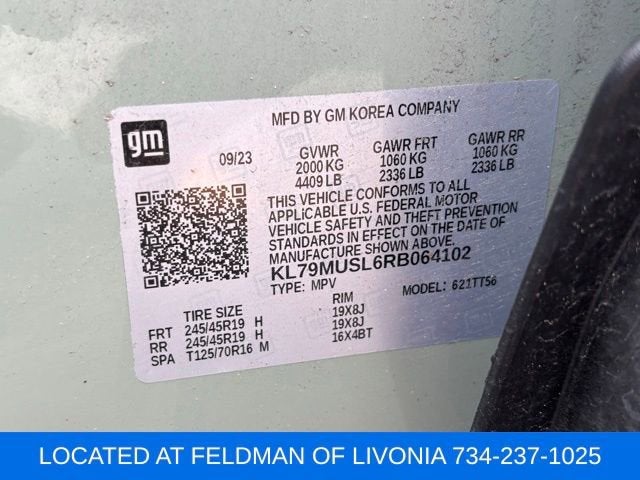 MFD BY GM KOREA COMPANY
gm
09/23 GVWR GAWR FRT GAWR RR
2000 KG 1060 KG 1060 KG
4409 LB 2336 LB 2336 LB
THIS VEHICLE CONFORMS TO ALL
APPLICABLE U.S. FEDERAL MOTOR
VEHICLE SAFETY AND THEFT PREVENTION
STANDARDS IN EFFECT ON THE DATE OF
MANUFACTURE SHOWN ABOVE.
KL79MUSL6RB064102
TYPE: MPV MODEL: 621TT56
TIRE SIZE RIM
FRT 245/45R19 H 19X8J
RR 245/45R19 H 19X8J
SPA T125/70R16 M 16X4BT
LOCATED AT FELDMAN OF LIVONIA 734-237-1025